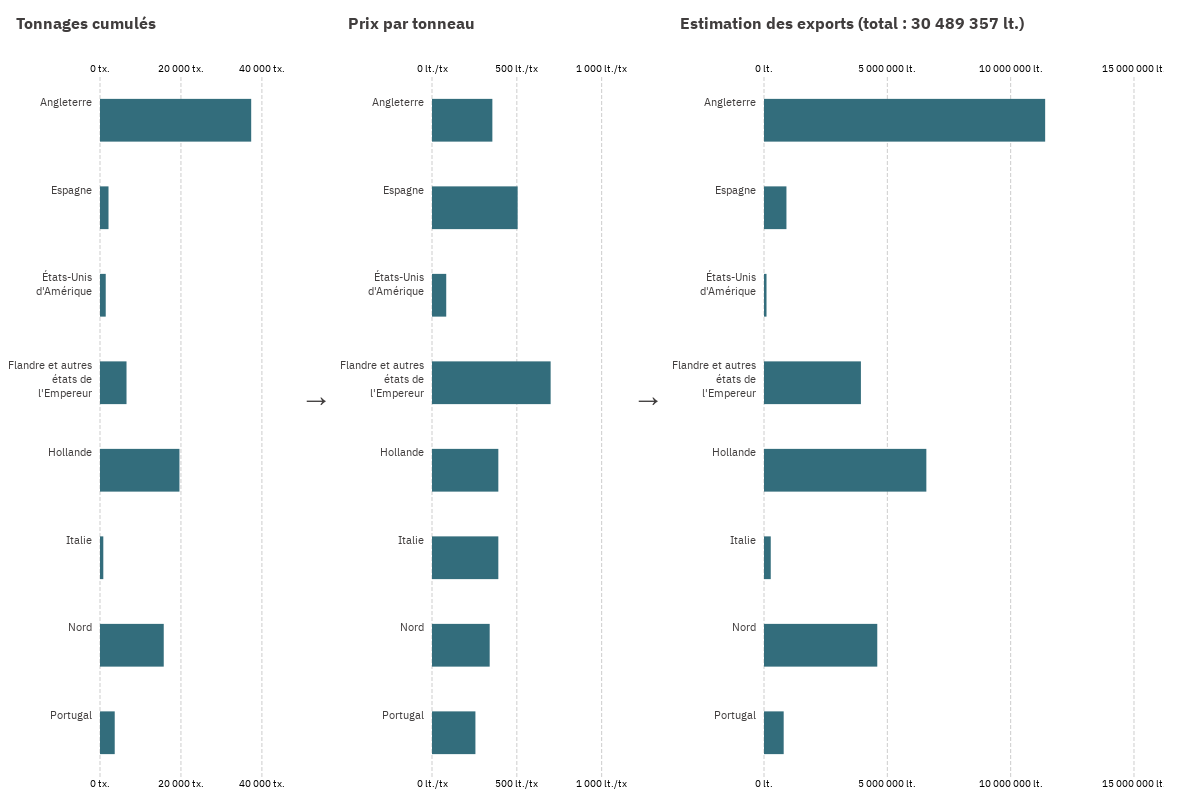 Tonnages cumulés
0 tx.
20 000 tx.
40 000 tx.
Angleterre
Espagne
États-Unis
d'Amérique
Flandre et autres
états de
l'Empereur
Hollande
Italie
Nord
Portugal
0 tx.
20 000 tx.
40 000 tx.
→
Prix par tonneau
0 lt./tx
500 lt./tx
1 000 lt./tx
Angleterre
Espagne
États-Unis
d'Amérique
Flandre et autres
états de
l'Empereur
Hollande
Italie
Nord
Portugal
0 lt./tx
500 lt./tx
1 000 lt./tx
→
Estimation des exports (total : 30 489 357 lt.)
0 lt.
5 000 000 lt.
10 000 000 lt.
15 000 000 lt
Angleterre
Espagne
États-Unis
d'Amérique
Flandre et autres
états de
l'Empereur
Hollande
Italie
Nord
Portugal
0 lt.
5 000 000 lt.
10 000 000 lt.
15 000 000 lt